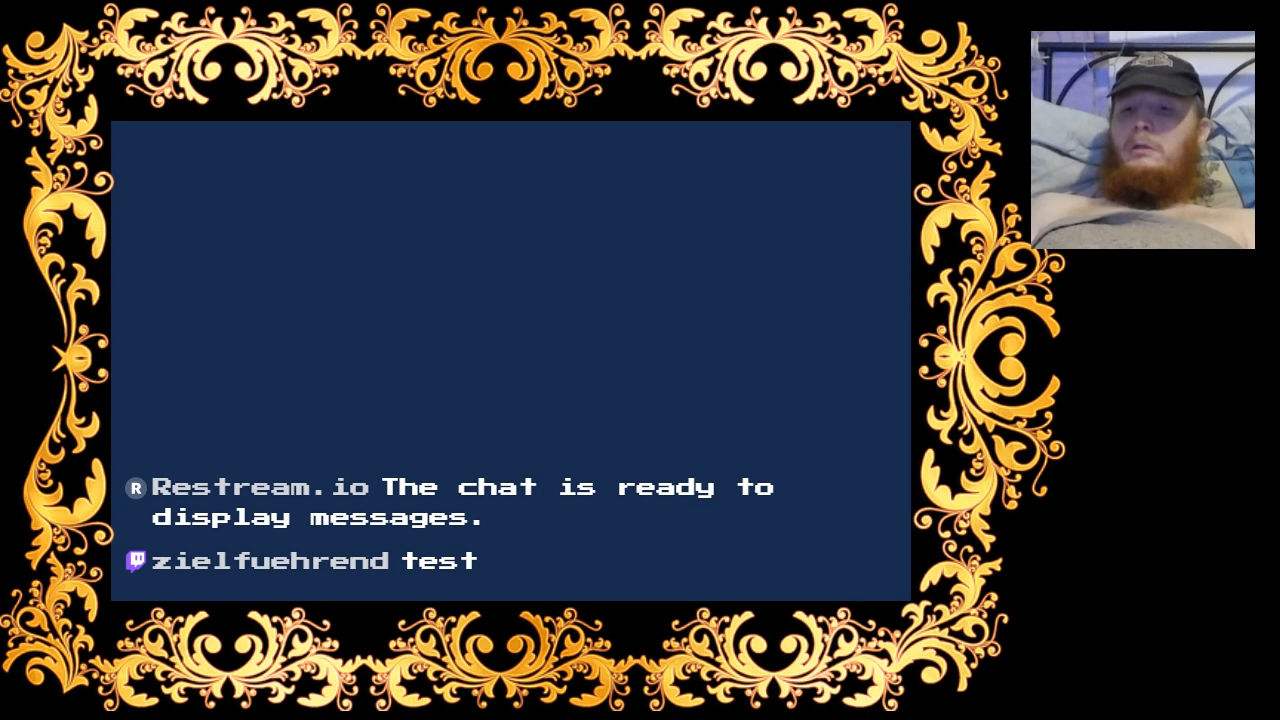 R Restream.io The chat is ready to
display messages.
zielfuehrend test